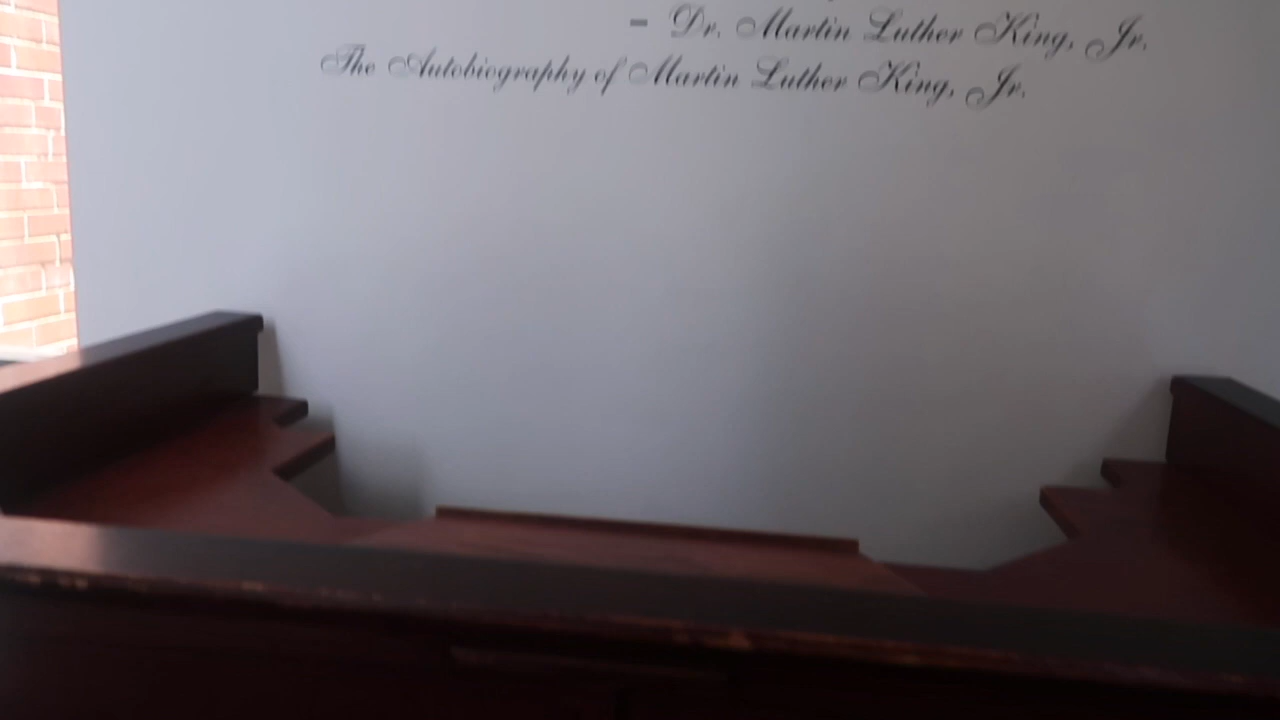 - Dr. Martin Luther King, Jr.
The Autobiography of Martin Luther King, Jr.